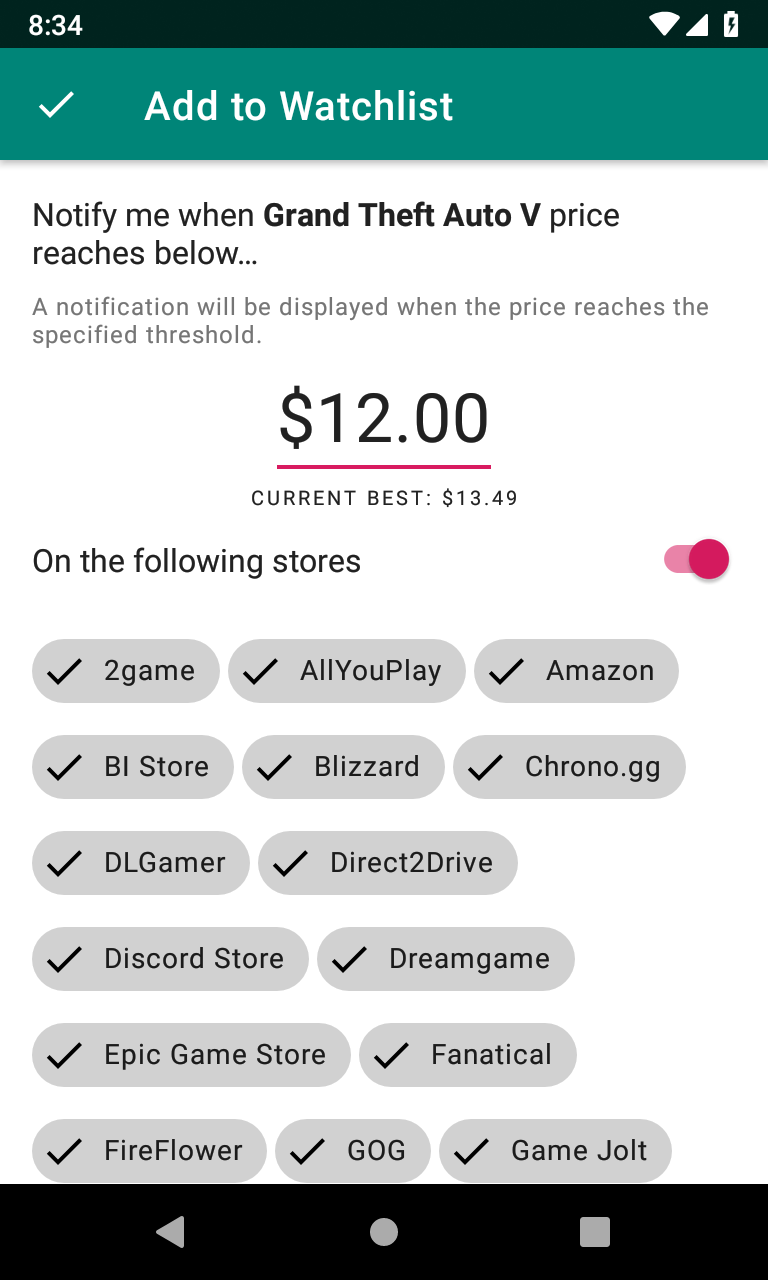 8:34
Add to Watchlist
Notify me when Grand Theft Auto V price
reaches below…
A notification will be displayed when the price reaches the
specified threshold.
$12.00
CURRENT BEST: $13.49
On the following stores
2game AllYouPlay Amazon
BI Store Blizzard Chrono.gg
DLGamer Direct2Drive
Discord Store Dreamgame
Epic Game Store Fanatical
FireFlower GOG Game Jolt